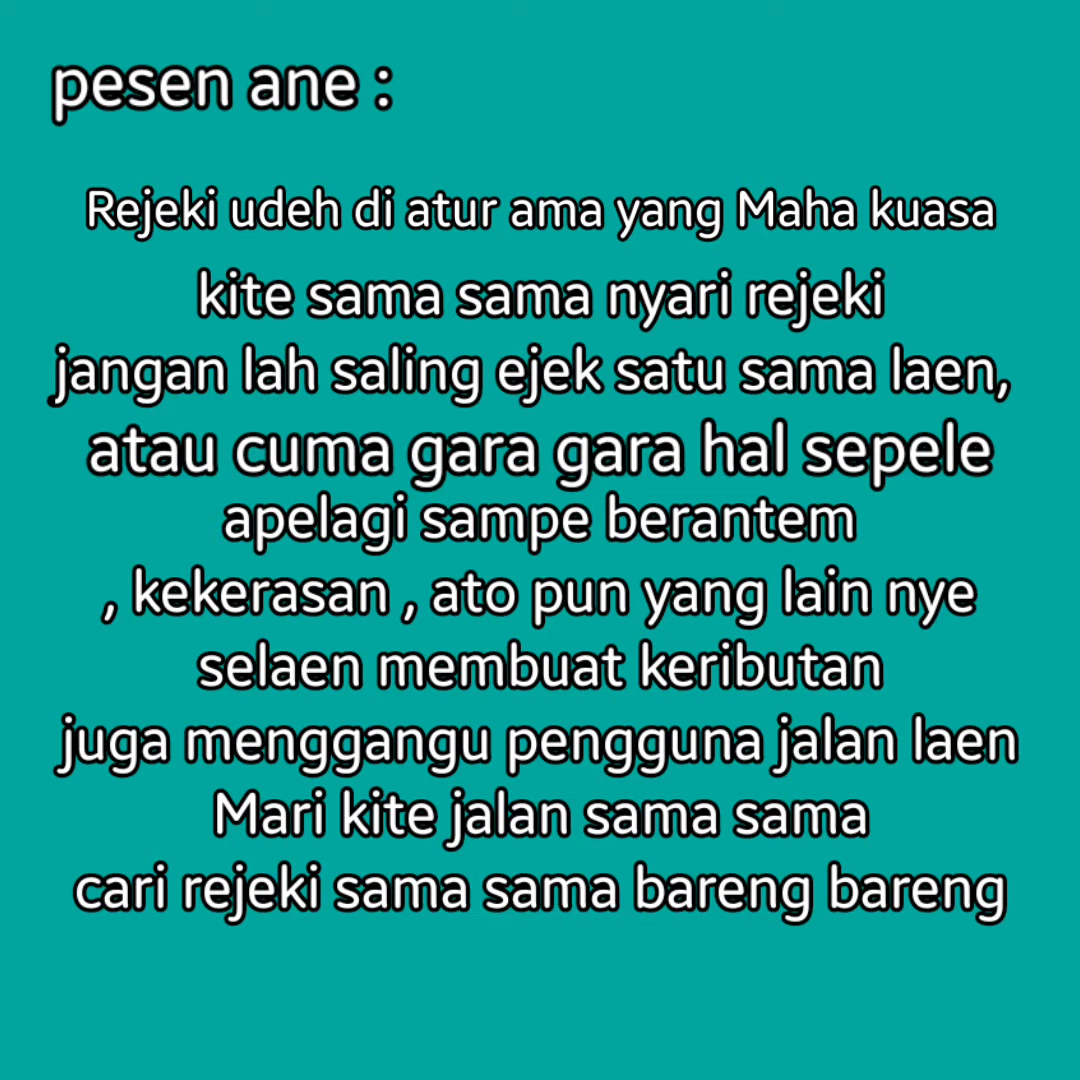 pesen ane :
Rejeki udeh di atur ama yang Maha kuasa
kite sama sama nyari rejeki
jangan lah saling ejek satu sama laen,
atau cuma gara gara hal sepele
apelagi sampe berantem
, kekerasan , ato pun yang lain nye
selaen membuat keributan
juga menggangu pengguna jalan laen
Mari kite jalan sama sama
cari rejeki sama sama bareng bareng